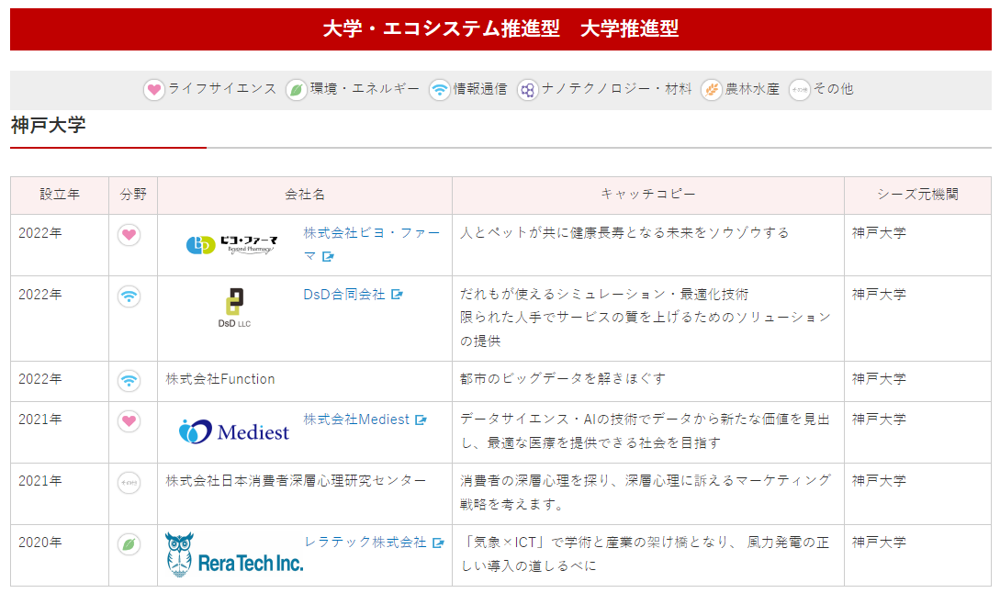 大学・エコシステム推進型　大学推進型
ライフサイエンス 環境・エネルギー 情報通信 ナノテクノロジー・材料 その他 農林水産 その他
神戸大学
設立年 分野 会社名 キャッチコピー シーズ元機関
2022年 ビヨ・ファーマ Beyond Pharmacy. 株式会社ビヨ・ファーマ 人とペットが共に健康長寿となる未来をソウゾウする 神戸大学
2022年 DsD LLC DsD合同会社 だれもが使えるシミュレーション・最適化技術
限られた人手でサービスの質を上げるためのソリューション
の提供 神戸大学
2022年 株式会社Function 都市のビッグデータを解きほぐす 神戸大学
2021年 Mediest 株式会社Mediest データサイエンス・AIの技術でデータから新たな価値を見出
し、最適な医療を提供できる社会を目指す 神戸大学
2021年 その他 株式会社日本消費者深層心理研究センター 消費者の深層心理を探り、深層心理に訴えるマーケティング
戦略を考えます。 神戸大学
2020年 Rera Tech Inc. レラテック株式会社 「気象×ICT」で学術と産業の架け橋となり、 風力発電の正
しい導入の道しるべに 神戸大学